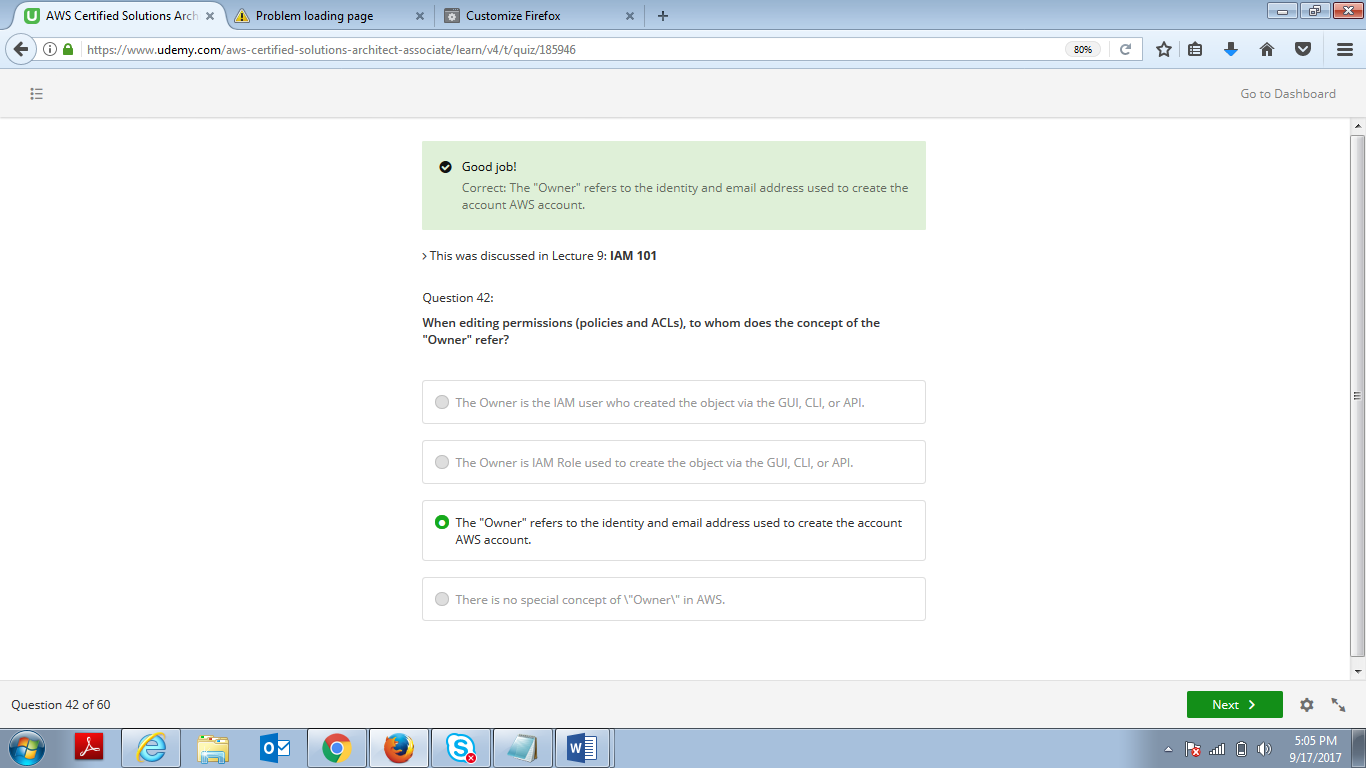 AWS Certified Solutions Arch
Problem loading page
Customize Firefox
https://www.udemy.com/aws-certified-solutions-architect-associate/learn/v4/t/quiz/185946
80%
Go to Dashboard
Good job!
Correct: The "Owner" refers to the identity and email address used to create the
account AWS account.
This was discussed in Lecture 9: IAM 101
Question 42:
When editing permissions (policies and ACLs), to whom does the concept of the
"Owner" refer?
The Owner is the IAM user who created the object via the GUI, CLI, or API.
The Owner is IAM Role used to create the object via the GUI, CLI, or API.
The "Owner" refers to the identity and email address used to create the account
AWS account.
There is no special concept of \"Owner\" in AWS.
Question 42 of 60
Next
5:05 PM
9/17/2017